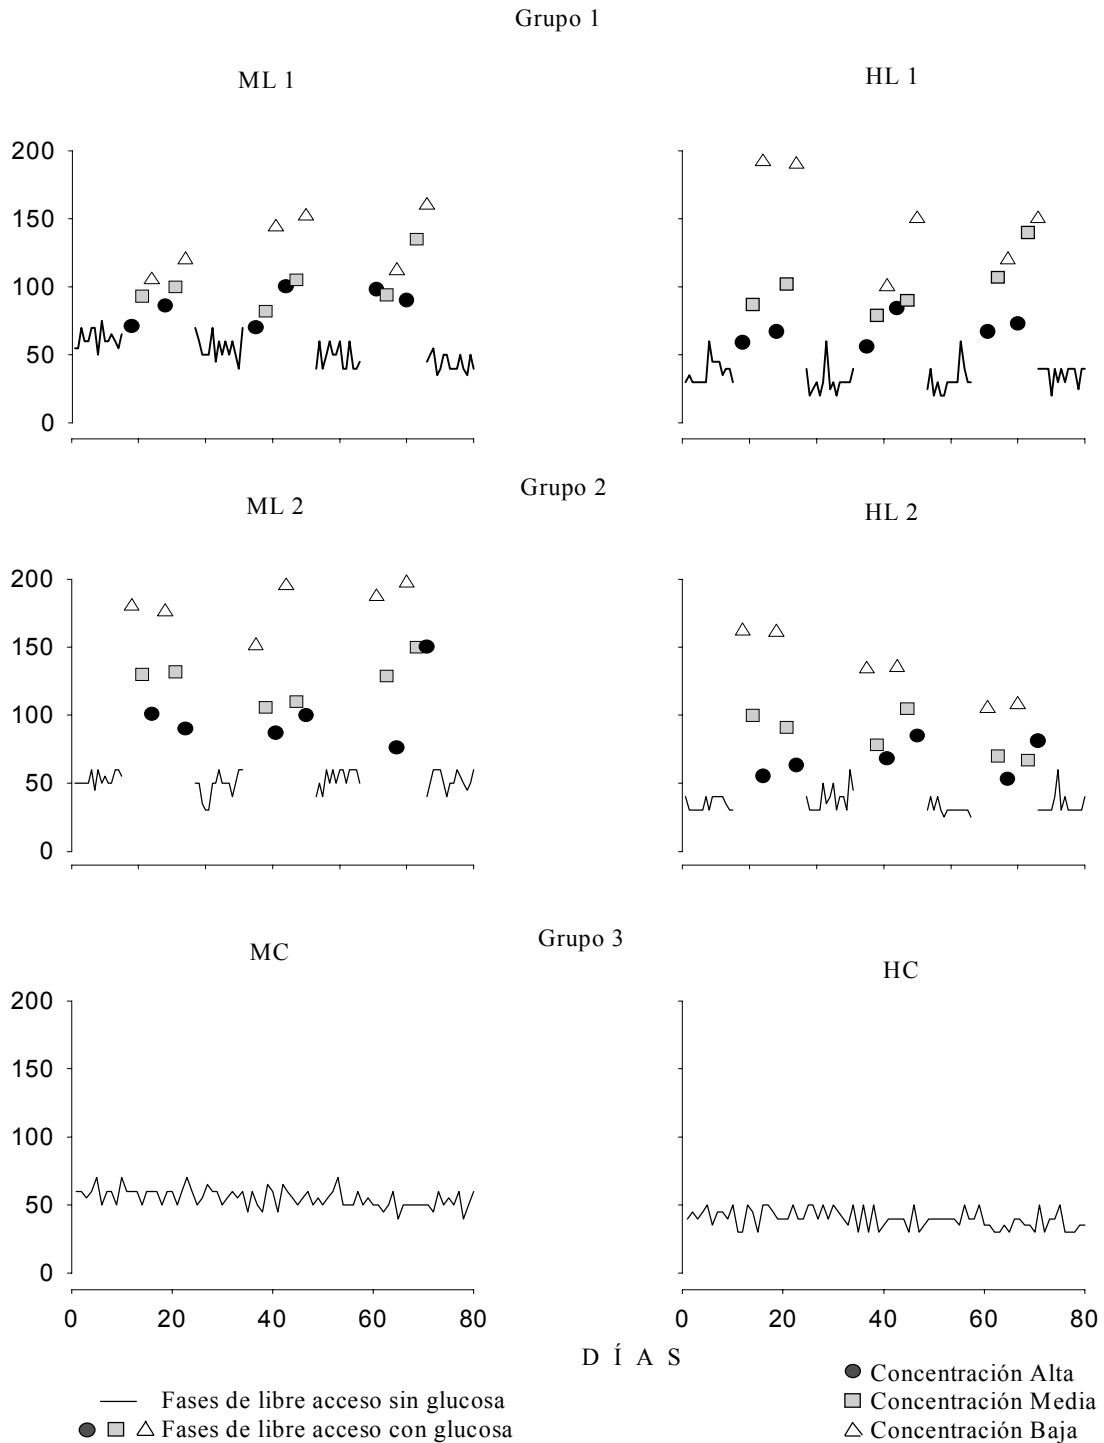 Grupo 1
ML 1
HL 1
200
150
100
50
0
Grupo 2
ML 2
HL 2
200
150
100
50
0
Grupo 3
MC
HC
200
150
100
50
0
0 20 40 60 80
0 20 40 60 80
D Í A S
Fases de libre acceso sin glucosa
Fases de libre acceso con glucosa
Concentración Alta
Concentración Media
Concentración Baja